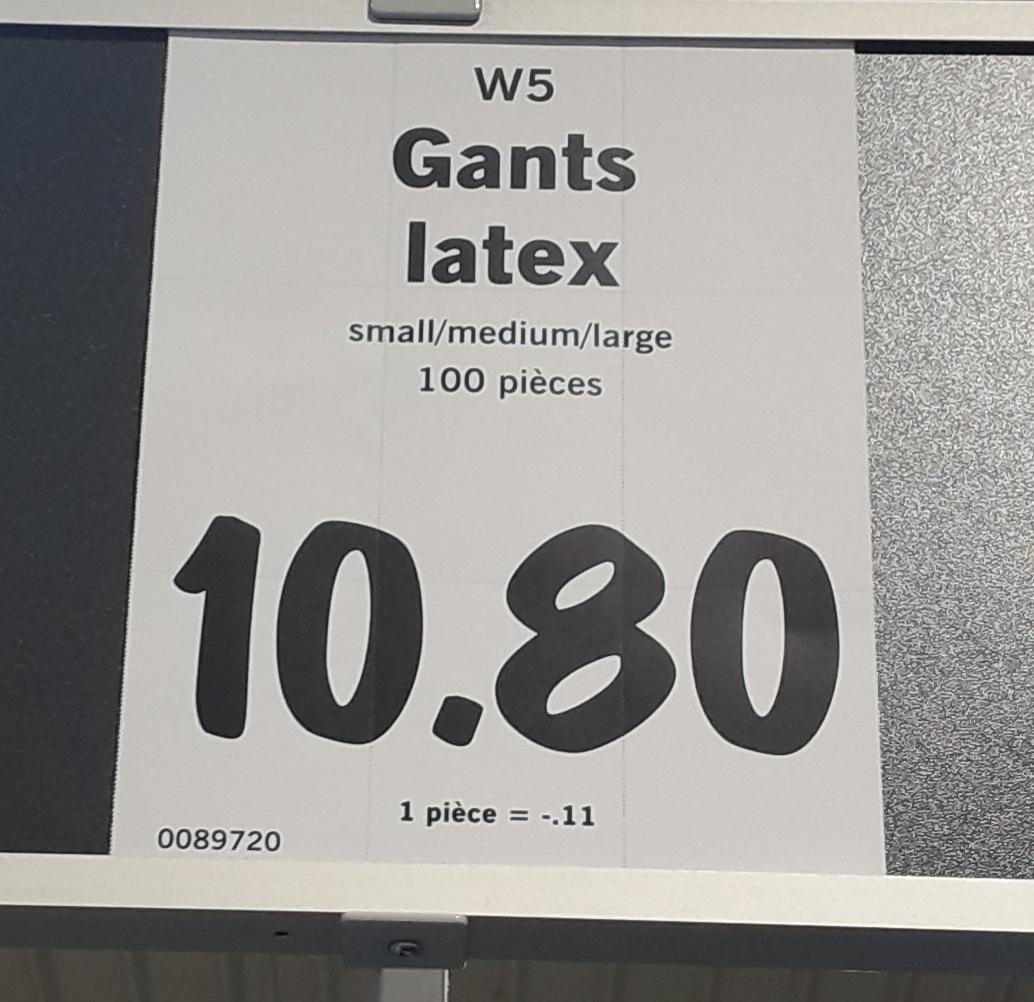 W5
Gants
latex
small/medium/large
100 pièces
10.80
1 pièce = -.11
0089720